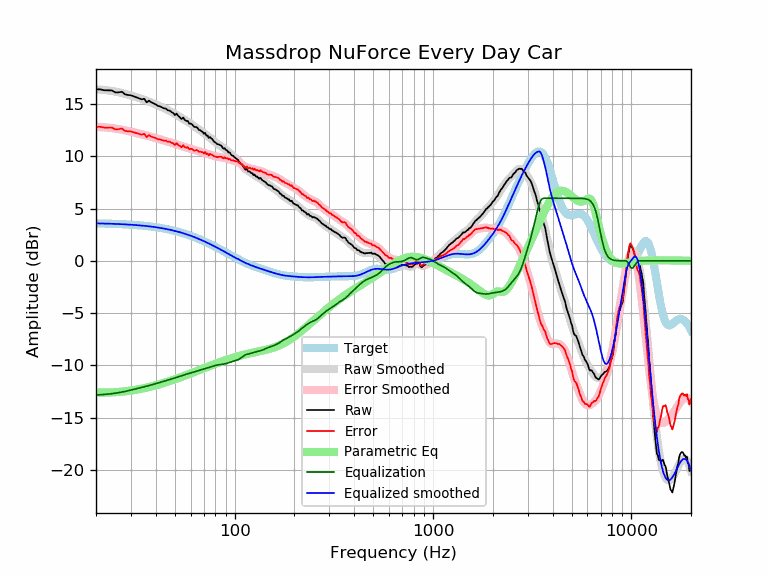 Massdrop NuForce Every Day Car
15
10
5
0
−5
−10
−15
−20
Amplitude (dBr)
Target
Raw Smoothed
Error Smoothed
Raw
Error
Parametric Eq
Equalization
Equalized smoothed
100
1000
10000
Frequency (Hz)